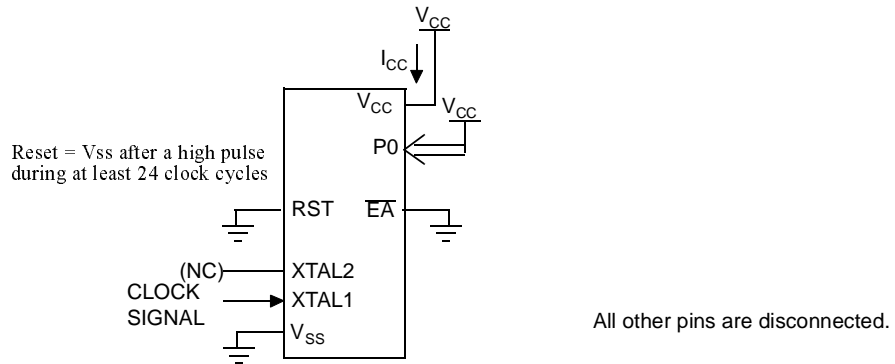 VCC
ICC
VCC
VCC
P0
Reset = Vss after a high pulse
during at least 24 clock cycles
RST
EA
(NC)
XTAL2
CLOCK
SIGNAL
XTAL1
VSS
All other pins are disconnected.